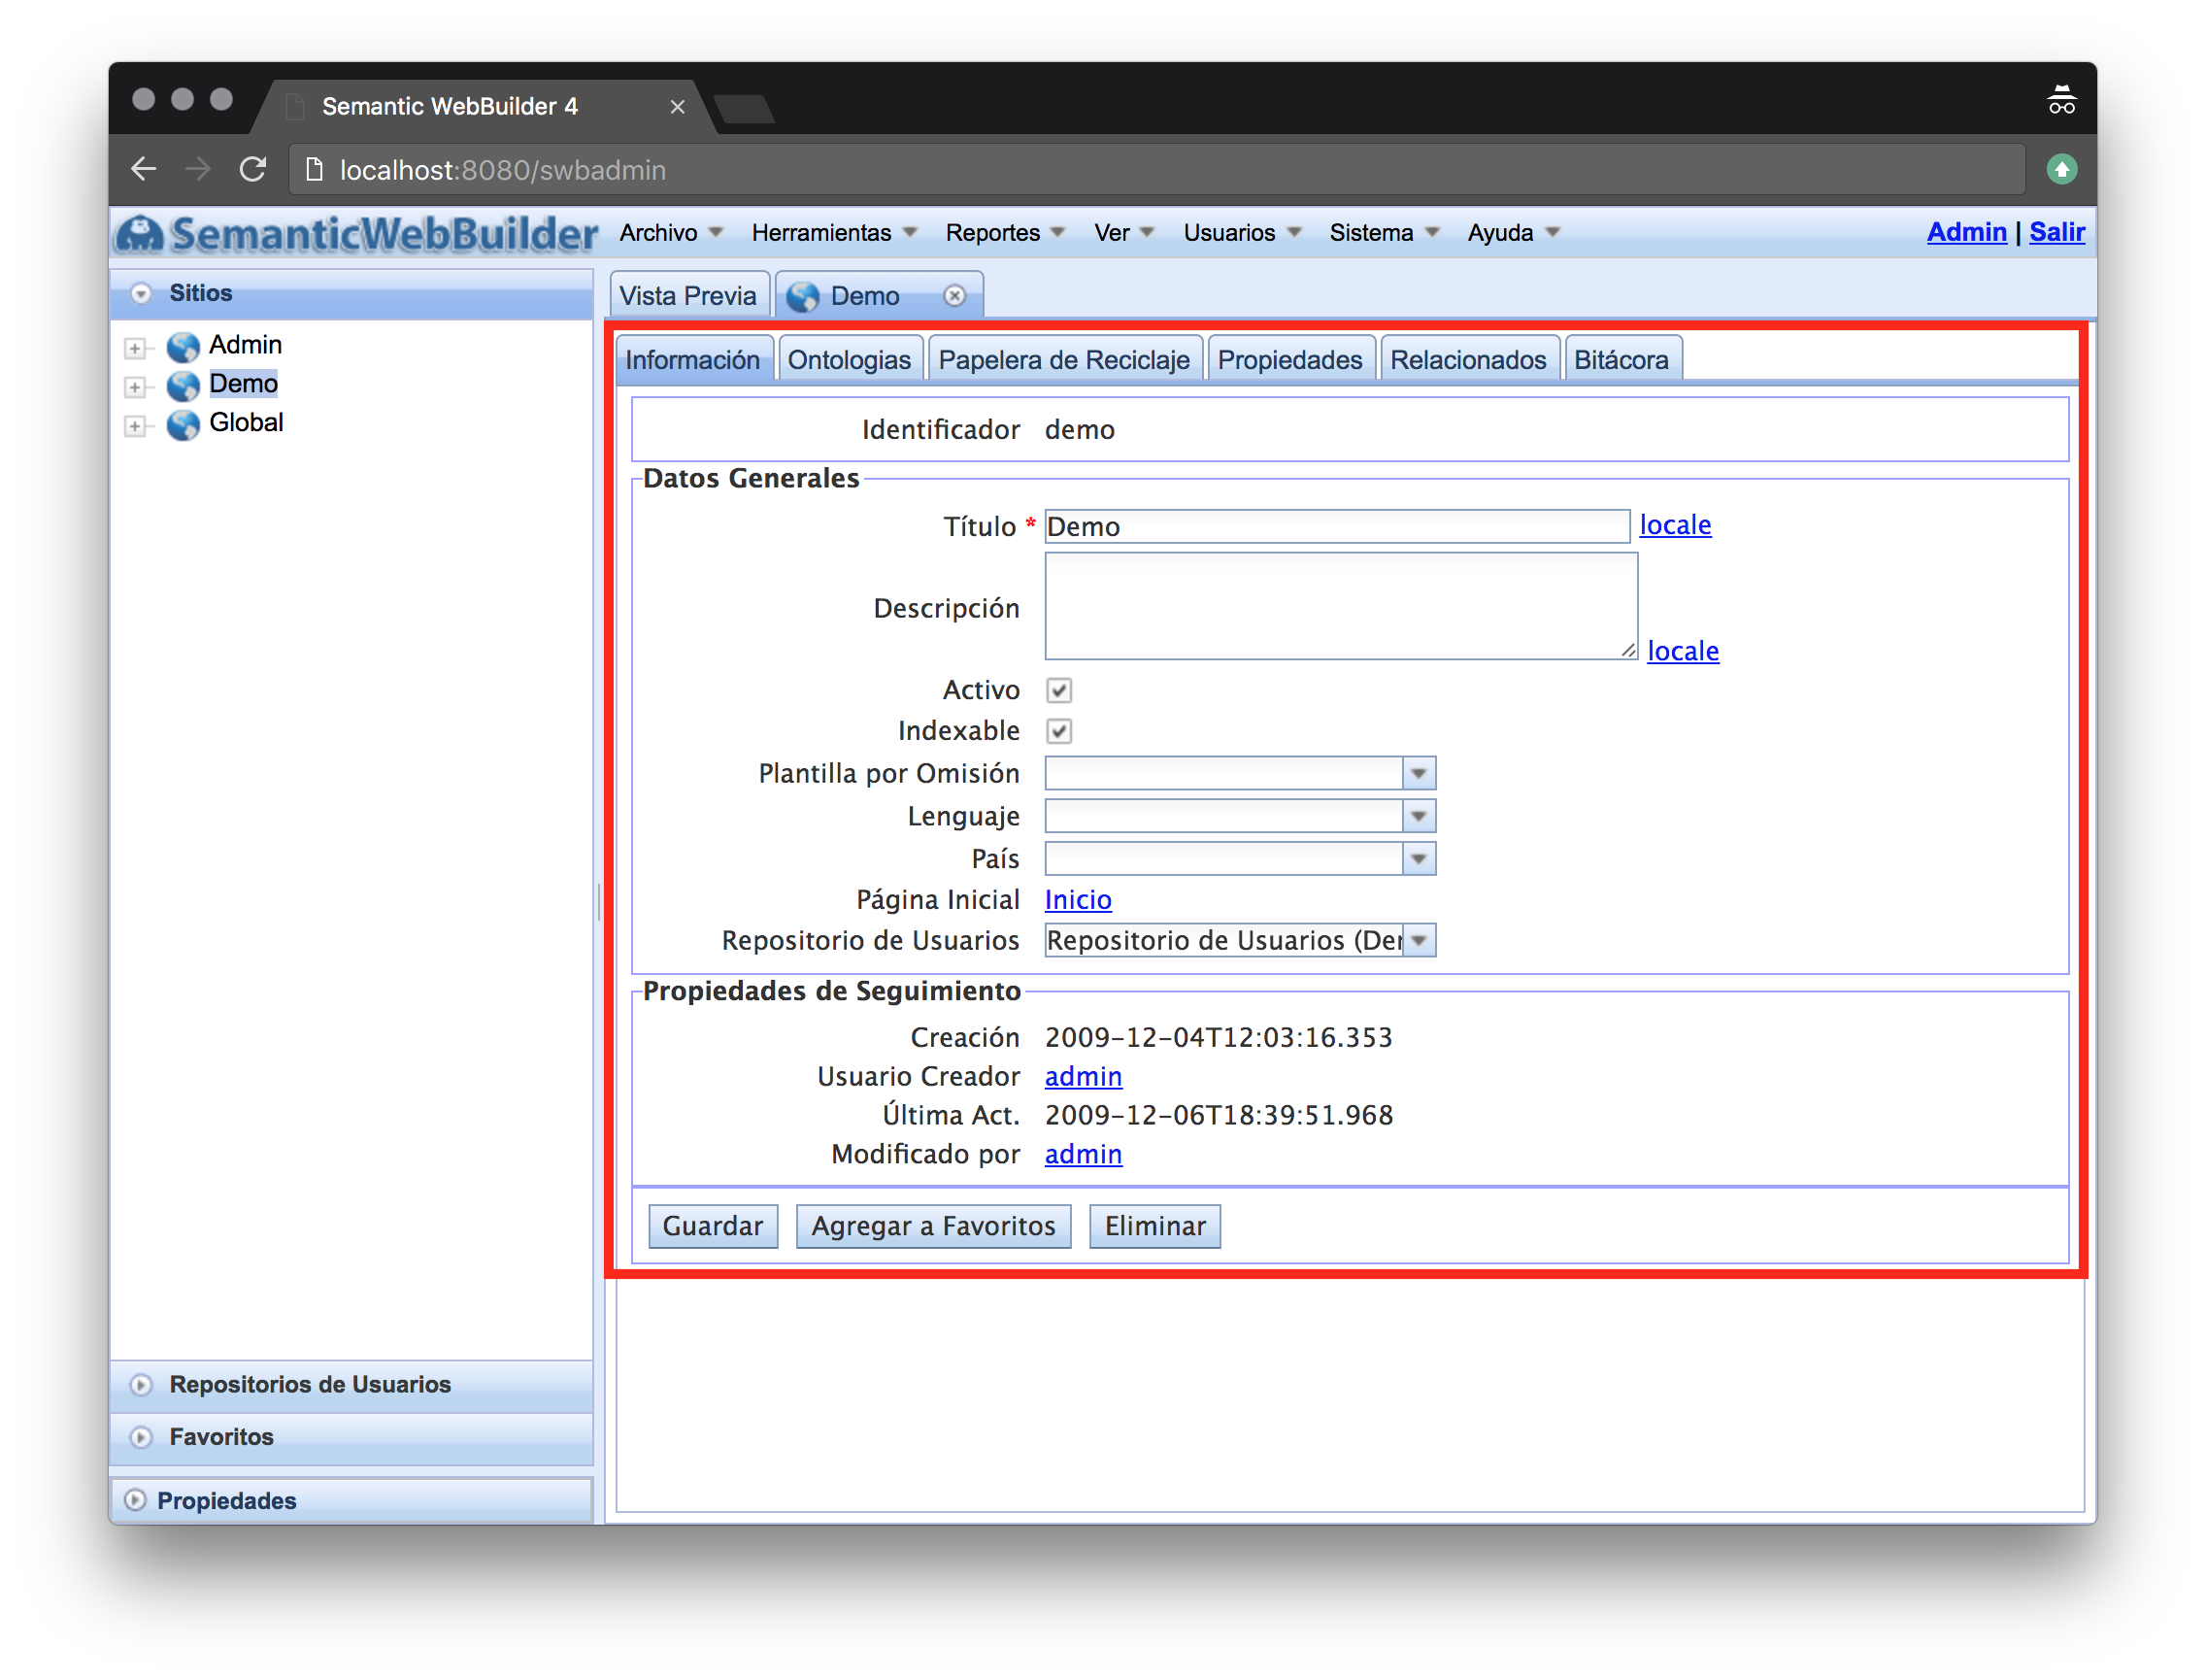 Semantic WebBuilder 4
localhost:8080/swbadmin
SemanticWebBuilder Archivo Herramientas Reportes Ver Usuarios Sistema Ayuda Admin | Salir
Sitios
Admin
Demo
Global
Repositorios de Usuarios
Favoritos
Propiedades
Vista Previa Demo
Información Ontologias Papelera de Reciclaje Propiedades Relacionados Bitácora
Identificador demo
Datos Generales
Título * Demo locale
Descripción locale
Activo
Indexable
Plantilla por Omisión
Lenguaje
País
Página Inicial Inicio
Repositorio de Usuarios Repositorio de Usuarios (Der
Propiedades de Seguimiento
Creación 2009-12-04T12:03:16.353
Usuario Creador admin
Última Act. 2009-12-06T18:39:51.968
Modificado por admin
Guardar Agregar a Favoritos Eliminar